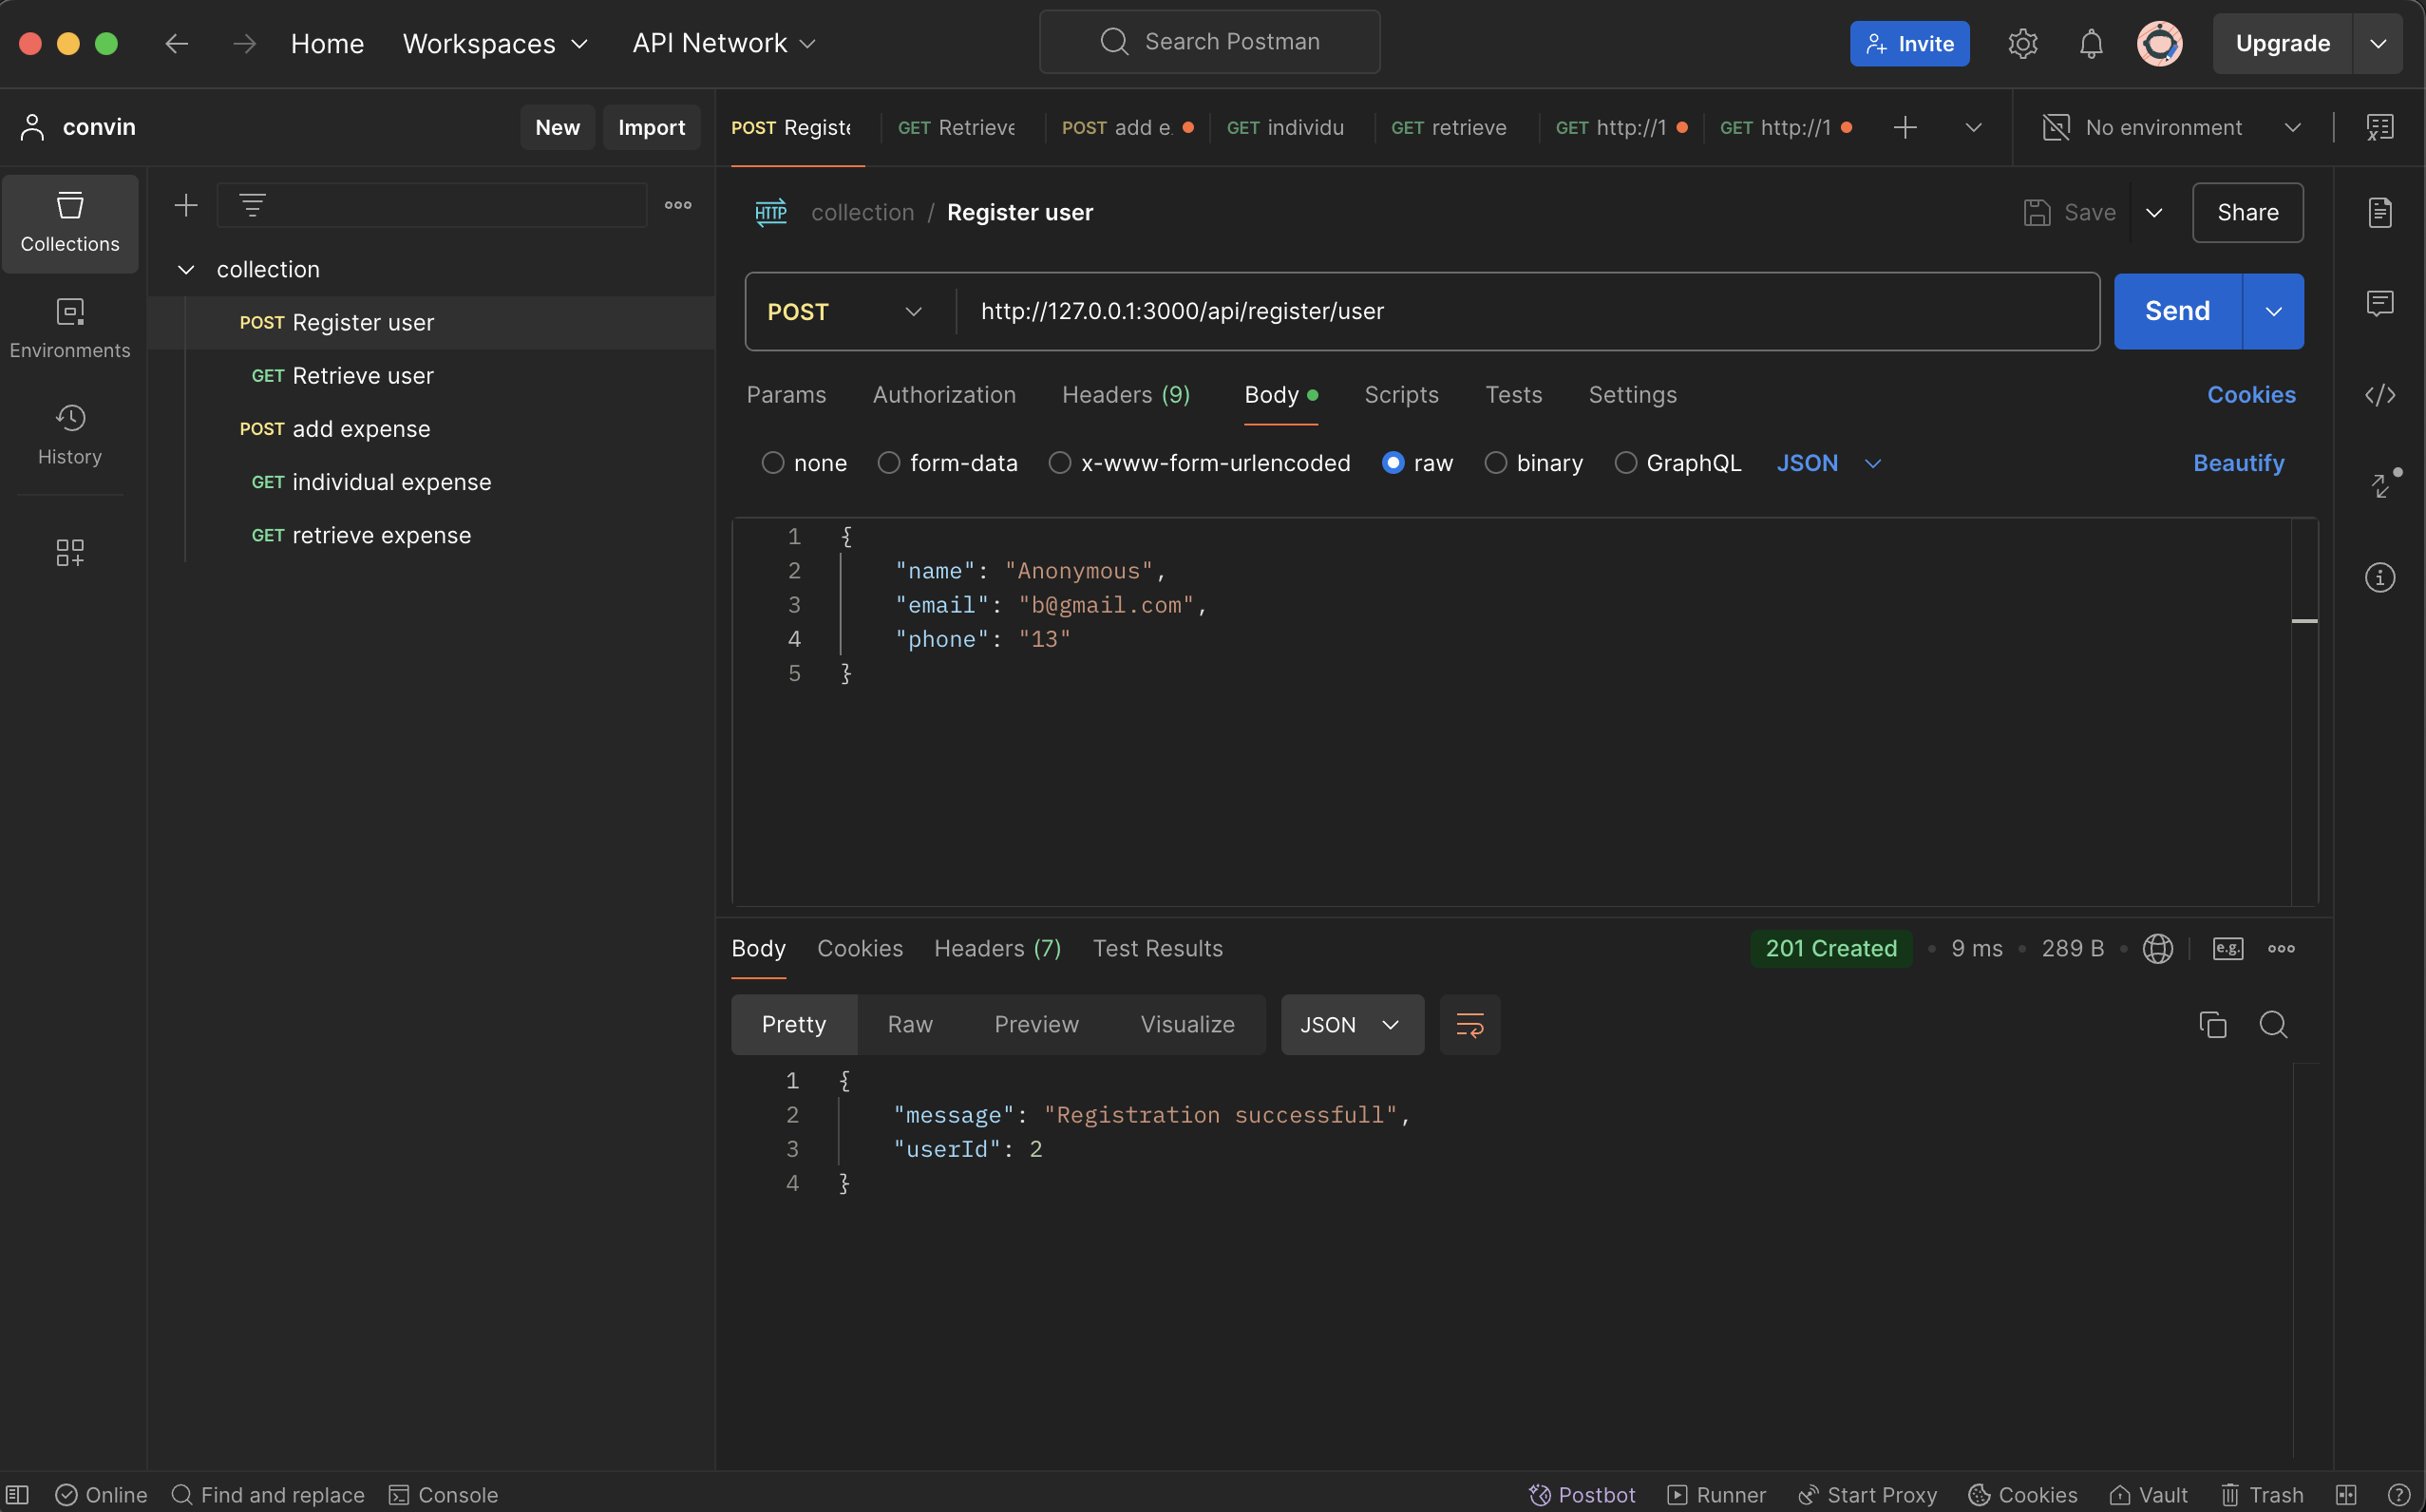 Home Workspaces API Network Search Postman Invite Upgrade
convin New Import POST Registe GET Retrieve POST add e. GET individu GET retrieve GET http://1 GET http://1 No environment
Collections
Environments
History
collection
POST Register user
GET Retrieve user
POST add expense
GET individual expense
GET retrieve expense
HTTP collection / Register user Save Share
POST http://127.0.0.1:3000/api/register/user Send
Params Authorization Headers (9) Body Scripts Tests Settings Cookies
none form-data x-www-form-urlencoded raw binary GraphQL JSON Beautify
1 {
2 "name": "Anonymous",
3 "email": "b@gmail.com",
4 "phone": "13"
5 }
Body Cookies Headers (7) Test Results 201 Created 9 ms 289 B e.g.
Pretty Raw Preview Visualize JSON
1 {
2 "message": "Registration successfull",
3 "userId": 2
4 }
Online Find and replace Console Postbot Runner Start Proxy Cookies Vault Trash